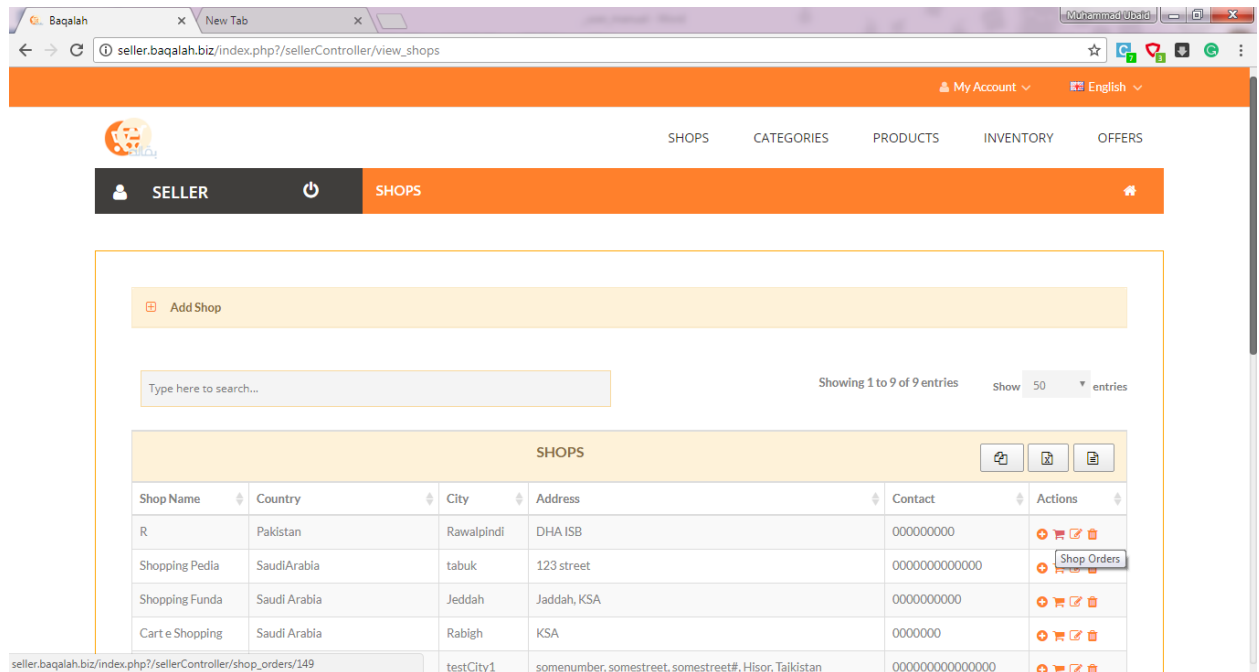 Baqalah
New Tab
Muhammad Ubaid
seller.baqalah.biz/index.php?/sellerController/view_shops
My Account
English
بقالة
SHOPS CATEGORIES PRODUCTS INVENTORY OFFERS
SELLER
SHOPS
Add Shop
Type here to search...
Showing 1 to 9 of 9 entries
Show 50 entries
SHOPS
Shop Name Country City Address Contact Actions
R Pakistan Rawalpindi DHA ISB 000000000
Shop Orders
Shopping Pedia SaudiArabia tabuk 123 street 0000000000000
Shopping Funda Saudi Arabia Jeddah Jaddah, KSA 0000000000
Cart e Shopping Saudi Arabia Rabigh KSA 0000000
testCity1 somenumber, somestreet, somestreet#, Hisor, Tajikistan 00000000000000
seller.baqalah.biz/index.php?/sellerController/shop_orders/149